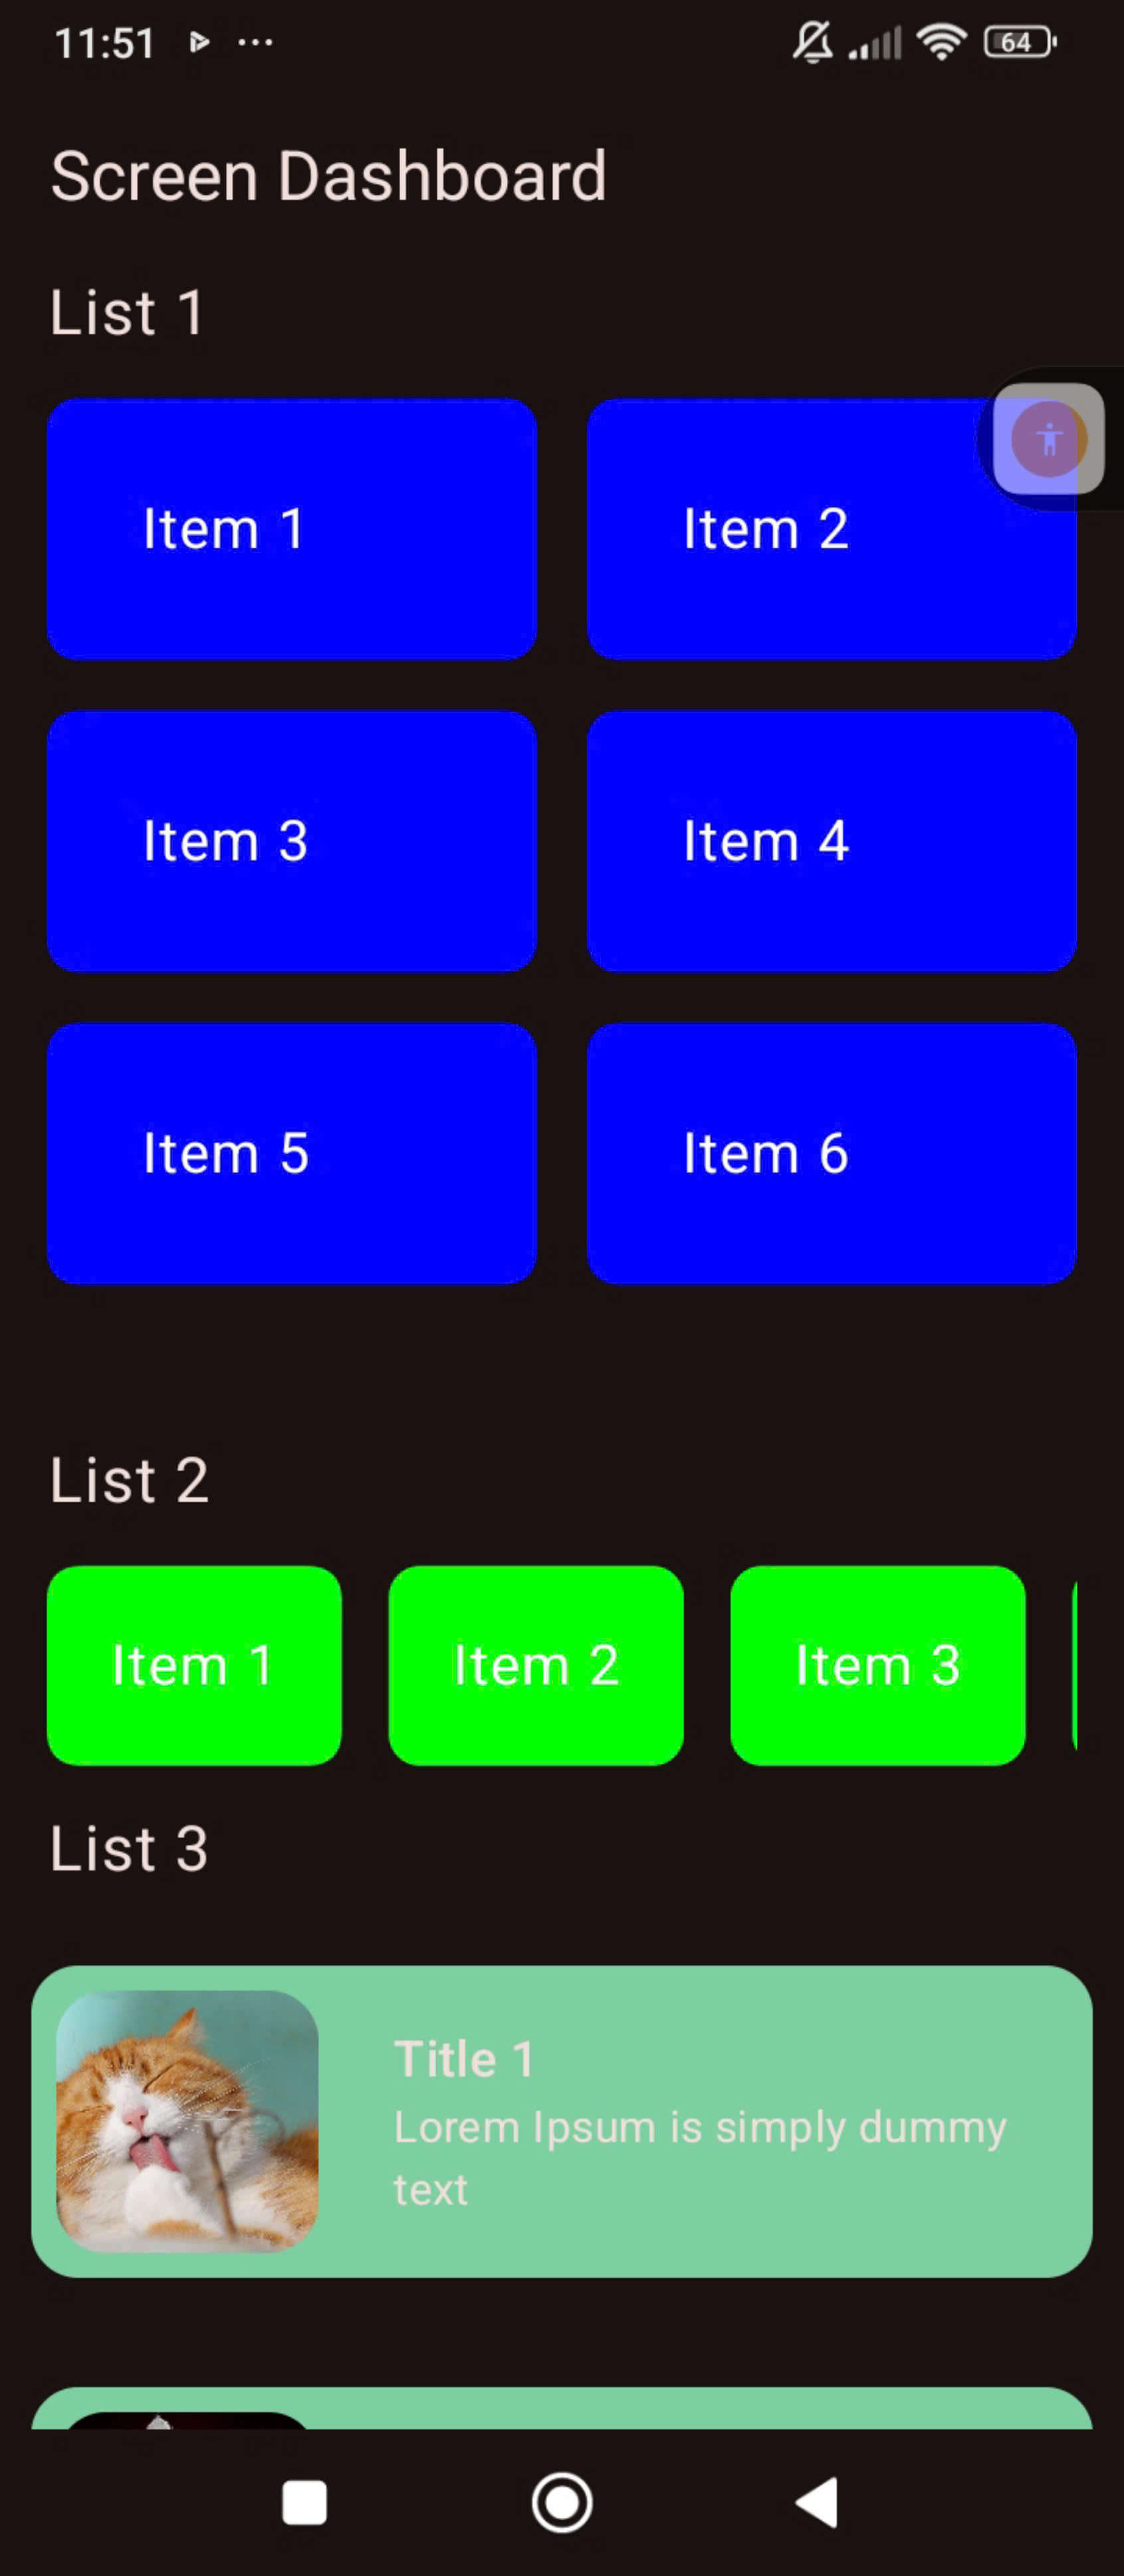 11:51
64
Screen Dashboard
List 1
Item 1
Item 2
Item 3
Item 4
Item 5
Item 6
List 2
Item 1
Item 2
Item 3
List 3
Title 1
Lorem Ipsum is simply dummy
text